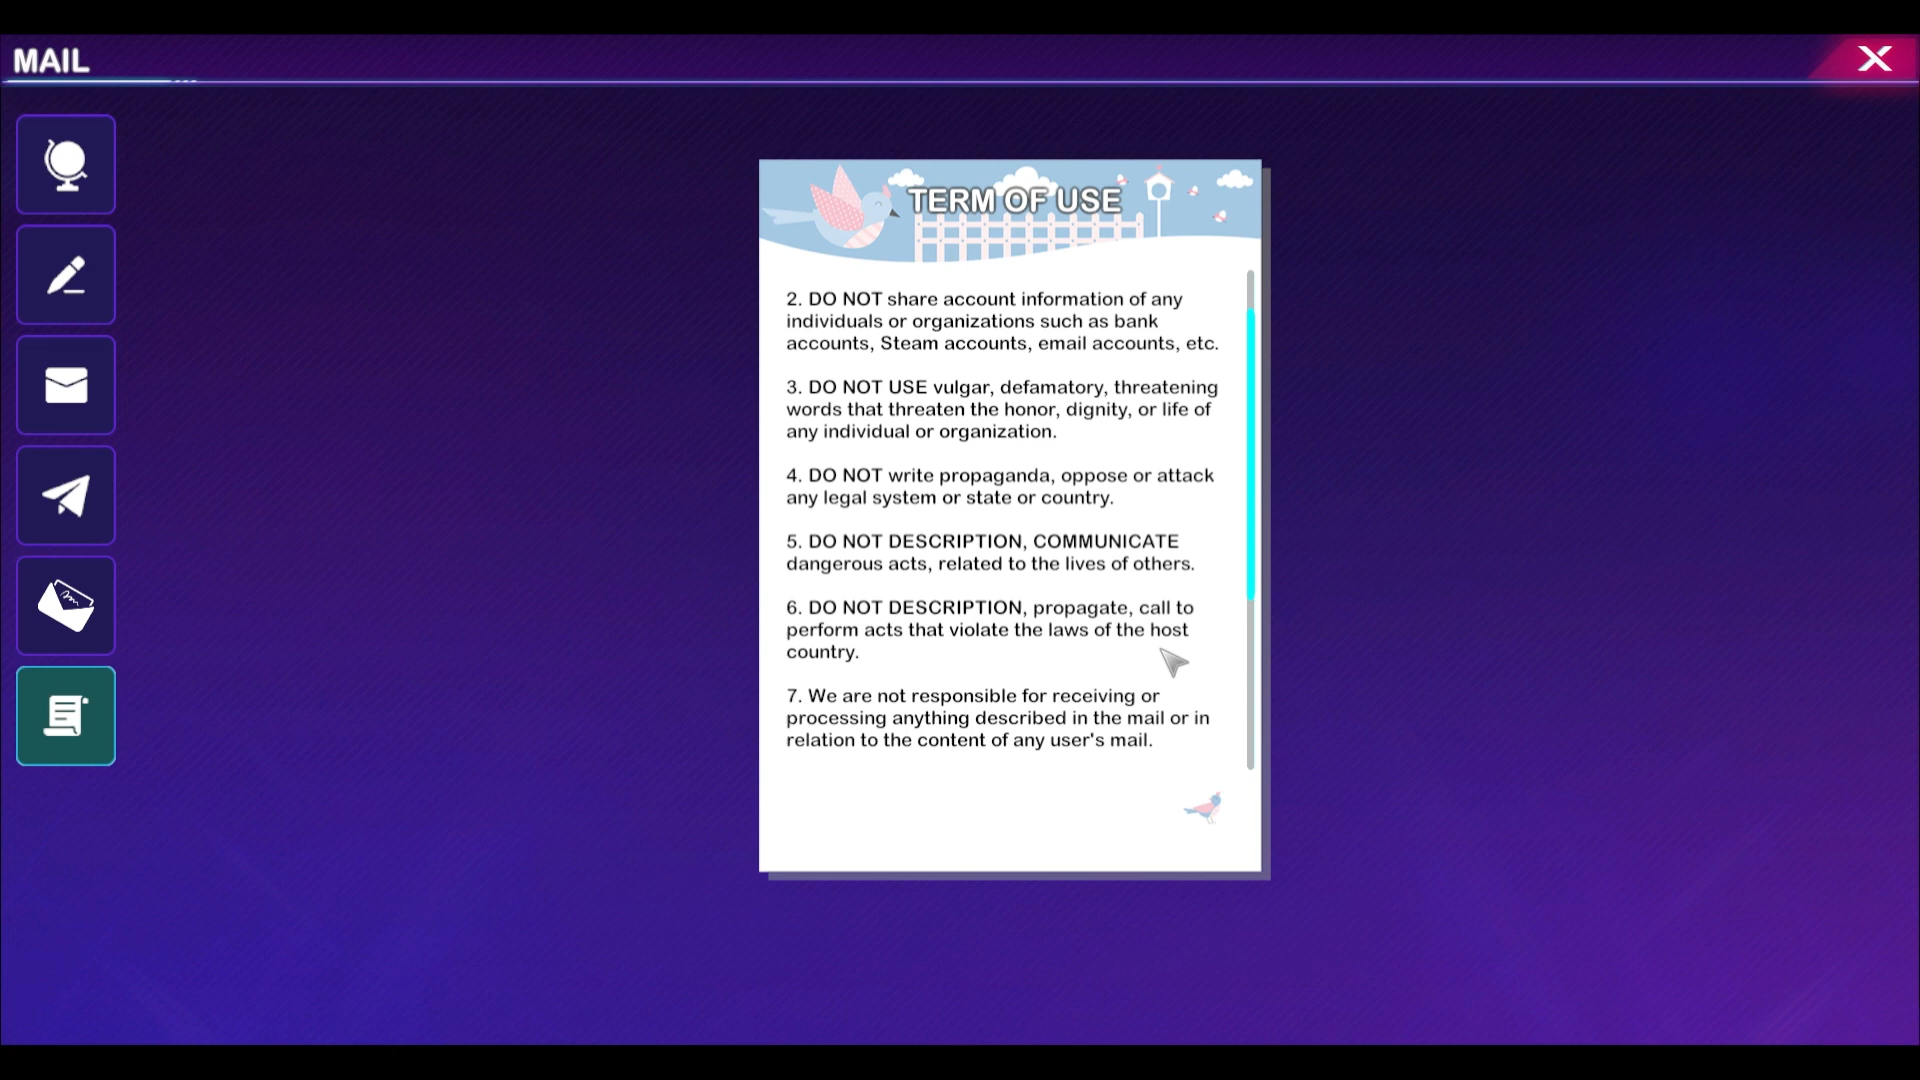 MAIL
TERM OF USE
2. DO NOT share account information of any
individuals or organizations such as bank
accounts, Steam accounts, email accounts, etc.
3. DO NOT USE vulgar, defamatory, threatening
words that threaten the honor, dignity, or life of
any individual or organization.
4. DO NOT write propaganda, oppose or attack
any legal system or state or country.
5. DO NOT DESCRIPTION, COMMUNICATE
dangerous acts, related to the lives of others.
6. DO NOT DESCRIPTION, propagate, call to
perform acts that violate the laws of the host
country.
7. We are not responsible for receiving or
processing anything described in the mail or in
relation to the content of any user's mail.